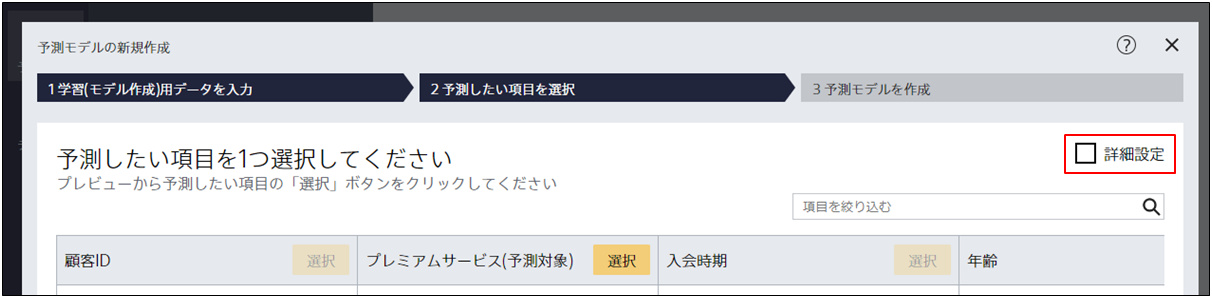 予測モデルの新規作成
?
1 学習(モデル作成)用データを入力
2 予測したい項目を選択
3 予測モデルを作成
予測したい項目を1つ選択してください
詳細設定
プレビューから予測したい項目の「選択」ボタンをクリックしてください
項目を絞り込む
顧客ID
選択
プレミアムサービス(予測対象)
選択
入会時期
選択
年齢